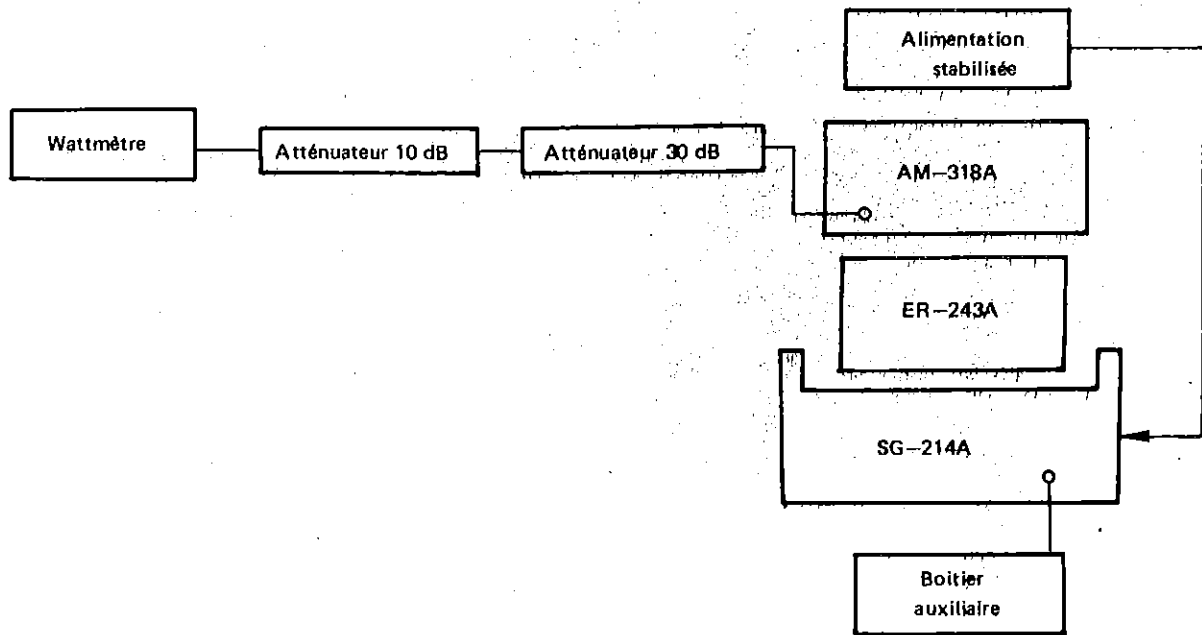 Alimentation
stabilisée
Wattmètre
Atténuateur 10 dB
Atténuateur 30 dB
AM-318A
ER-243A
SG-214A
Boitier
auxiliaire